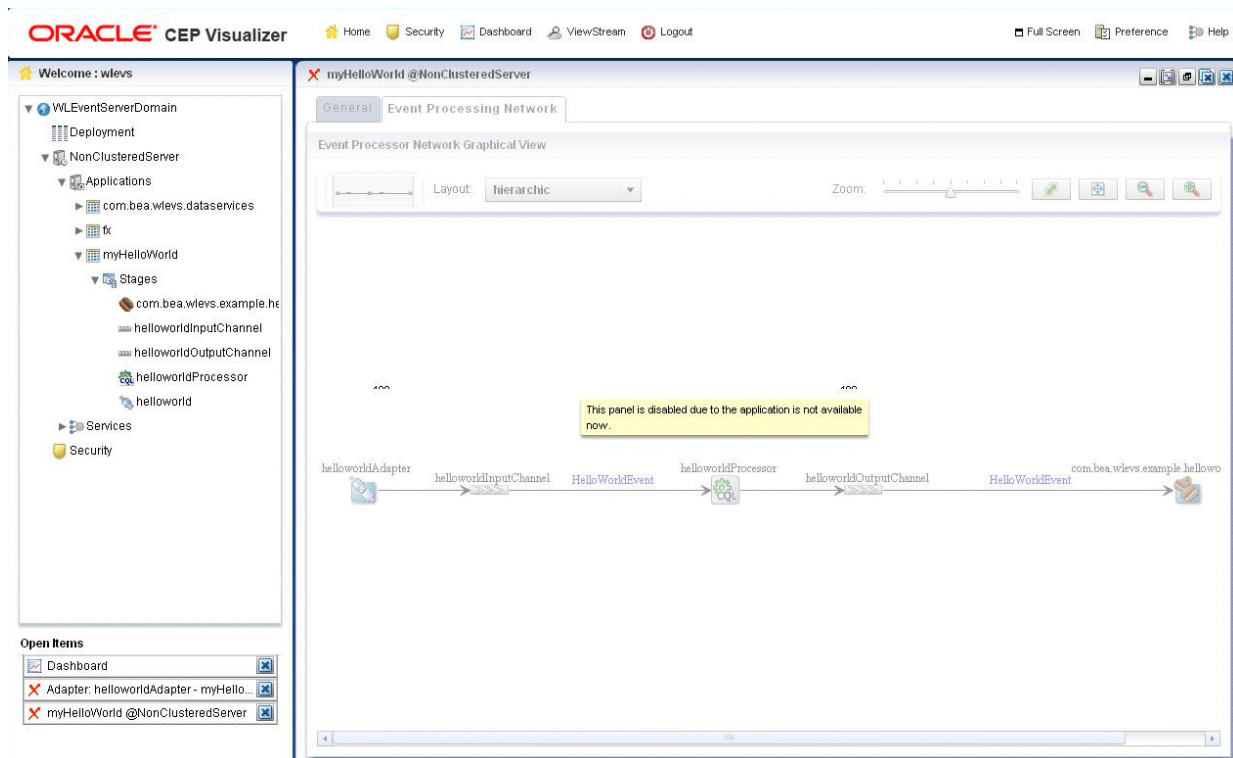 ORACLE CEP Visualizer
Home Security Dashboard ViewStream Logout
Full Screen Preference Help
Welcome : wlevs
WLEventServerDomain
Deployment
NonClusteredServer
Applications
com.bea.wlevs.dataservices
fx
myHelloWorld
Stages
com.bea.wlevs.example.he
helloworldInputChannel
helloworldOutputChannel
helloworldProcessor
helloworld
Services
Security
Open Items
Dashboard
Adapter: helloworldAdapter - myHello...
myHelloWorld @NonClusteredServer
myHelloWorld @NonClusteredServer
General Event Processing Network
Event Processor Network Graphical View
Layout: hierarchic
Zoom:
This panel is disabled due to the application is not available
now.
helloworldAdapter
helloworldInputChannel
HelloWorldEvent
helloworldProcessor
CQL
helloworldOutputChannel
HelloWorldEvent
com.bea.wlevs.example.hellowo